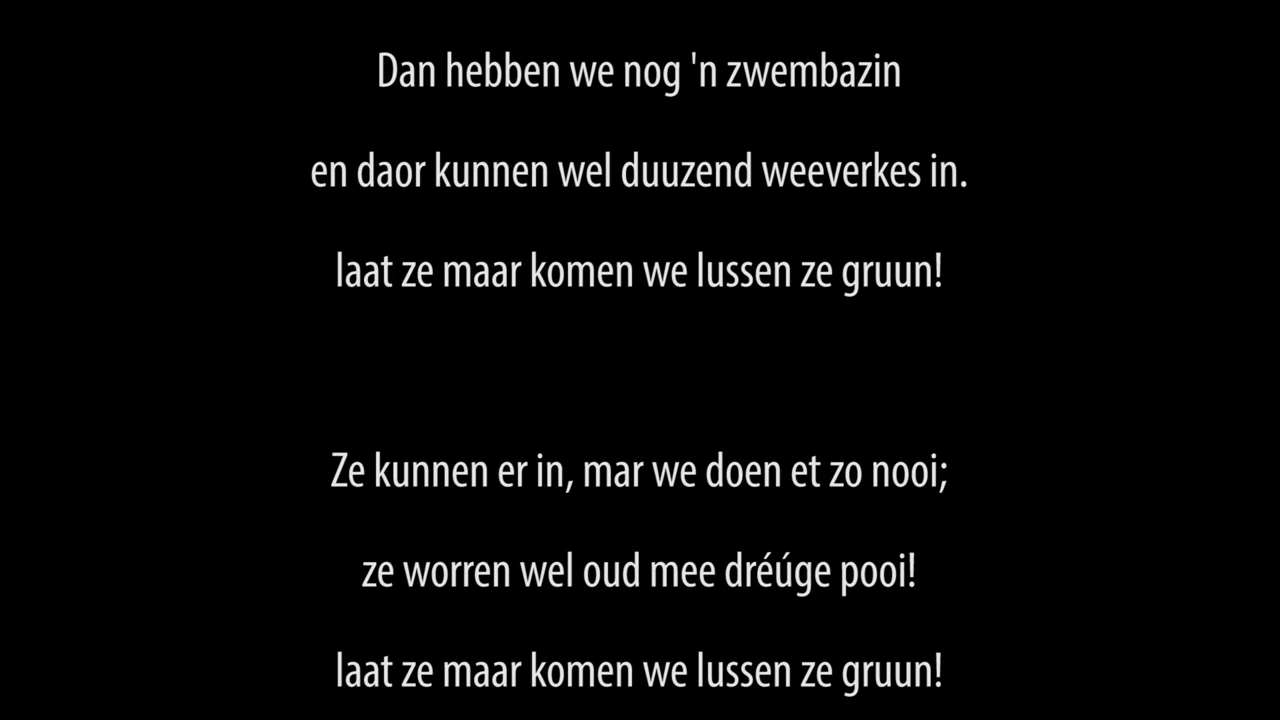 Dan hebben we nog 'n zwembazin
en daor kunnen wel duuzend weeverkes in.
laat ze maar komen we lussen ze gruun!
Ze kunnen er in, mar we doen et zo nooi;
ze worren wel oud mee dréúge pooi!
laat ze maar komen we lussen ze gruun!